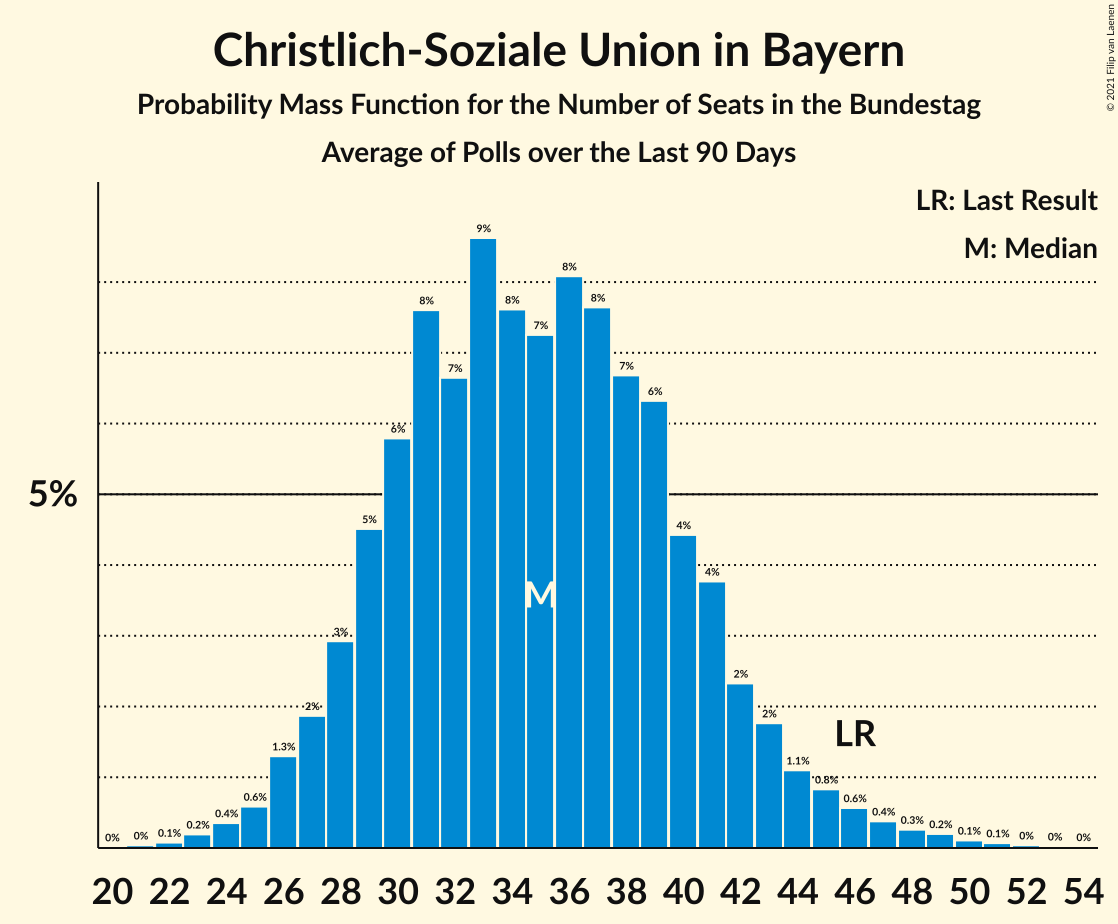 Christlich-Soziale Union in Bayern
Probability Mass Function for the Number of Seats in the Bundestag
Average of Polls over the Last 90 Days
© 2021 Filip van Laenen
LR: Last Result
M: Median
5%
0% 0% 0.1% 0.2% 0.4% 0.6% 1.3% 2% 3% 5% 6% 8% 7% 9% 8% 7% 8% 8% 7% 6% 4% 4% 2% 2% 1.1% 0.8% 0.6% 0.4% 0.3% 0.2% 0.1% 0.1% 0% 0% 0%
M
LR
20 22 24 26 28 30 32 34 36 38 40 42 44 46 48 50 52 54